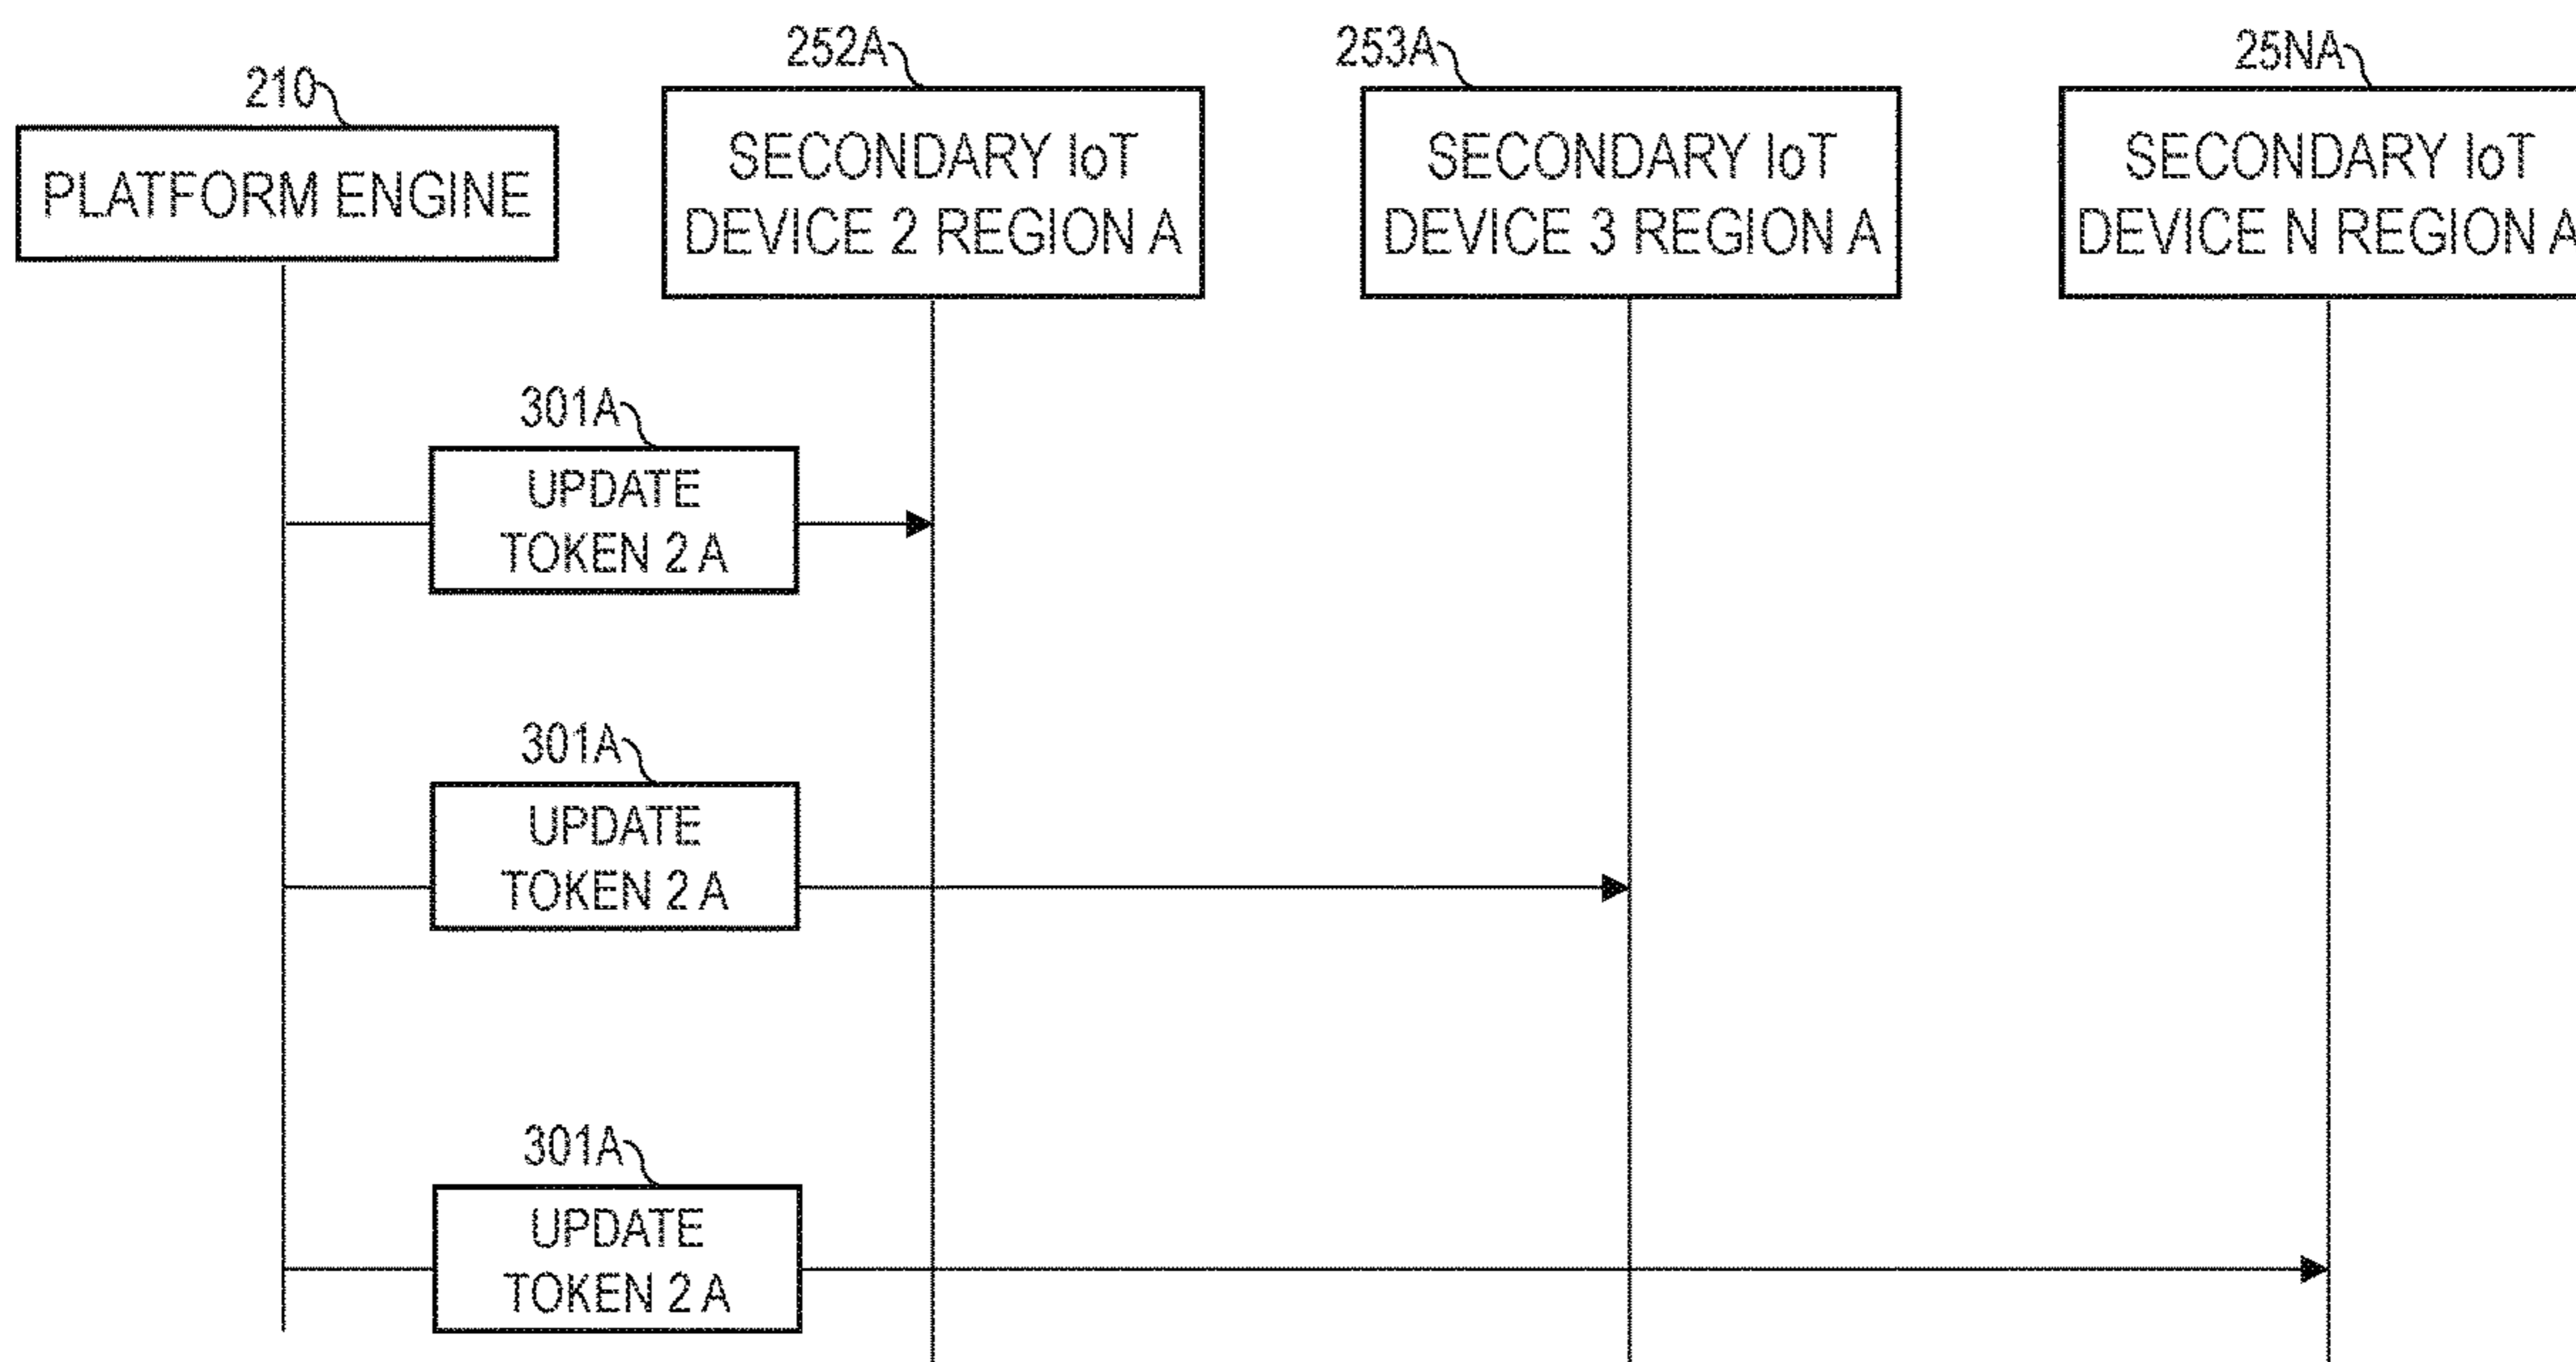 210
PLATFORM ENGINE
252A
SECONDARY IoT
DEVICE 2 REGION A
253A
SECONDARY IoT
DEVICE 3 REGION A
25NA
SECONDARY IoT
DEVICE N REGION A
301A
UPDATE
TOKEN 2 A
301A
UPDATE
TOKEN 2 A
301A
UPDATE
TOKEN 2 A